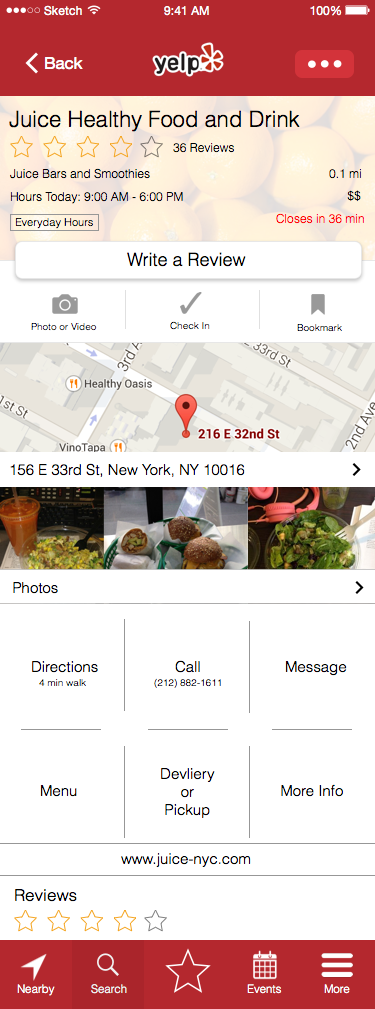 Sketch 9:41 AM 100%
Back yelp
Juice Healthy Food and Drink
36 Reviews
Juice Bars and Smoothies 0.1 mi
Hours Today: 9:00 AM - 6:00 PM $$
Everyday Hours Closes in 36 min
Write a Review
Photo or Video Check In Bookmark
3rd A
33rd St
Healthy Oasis
1st St
2nd Ave
216 E 32nd St
VinoTapa
156 E 33rd St, New York, NY 10016
Photos
Directions Call Message
4 min walk (212) 882-1611
Menu Devliery or Pickup More Info
www.juice-nyc.com
Reviews
Nearby Search Events More